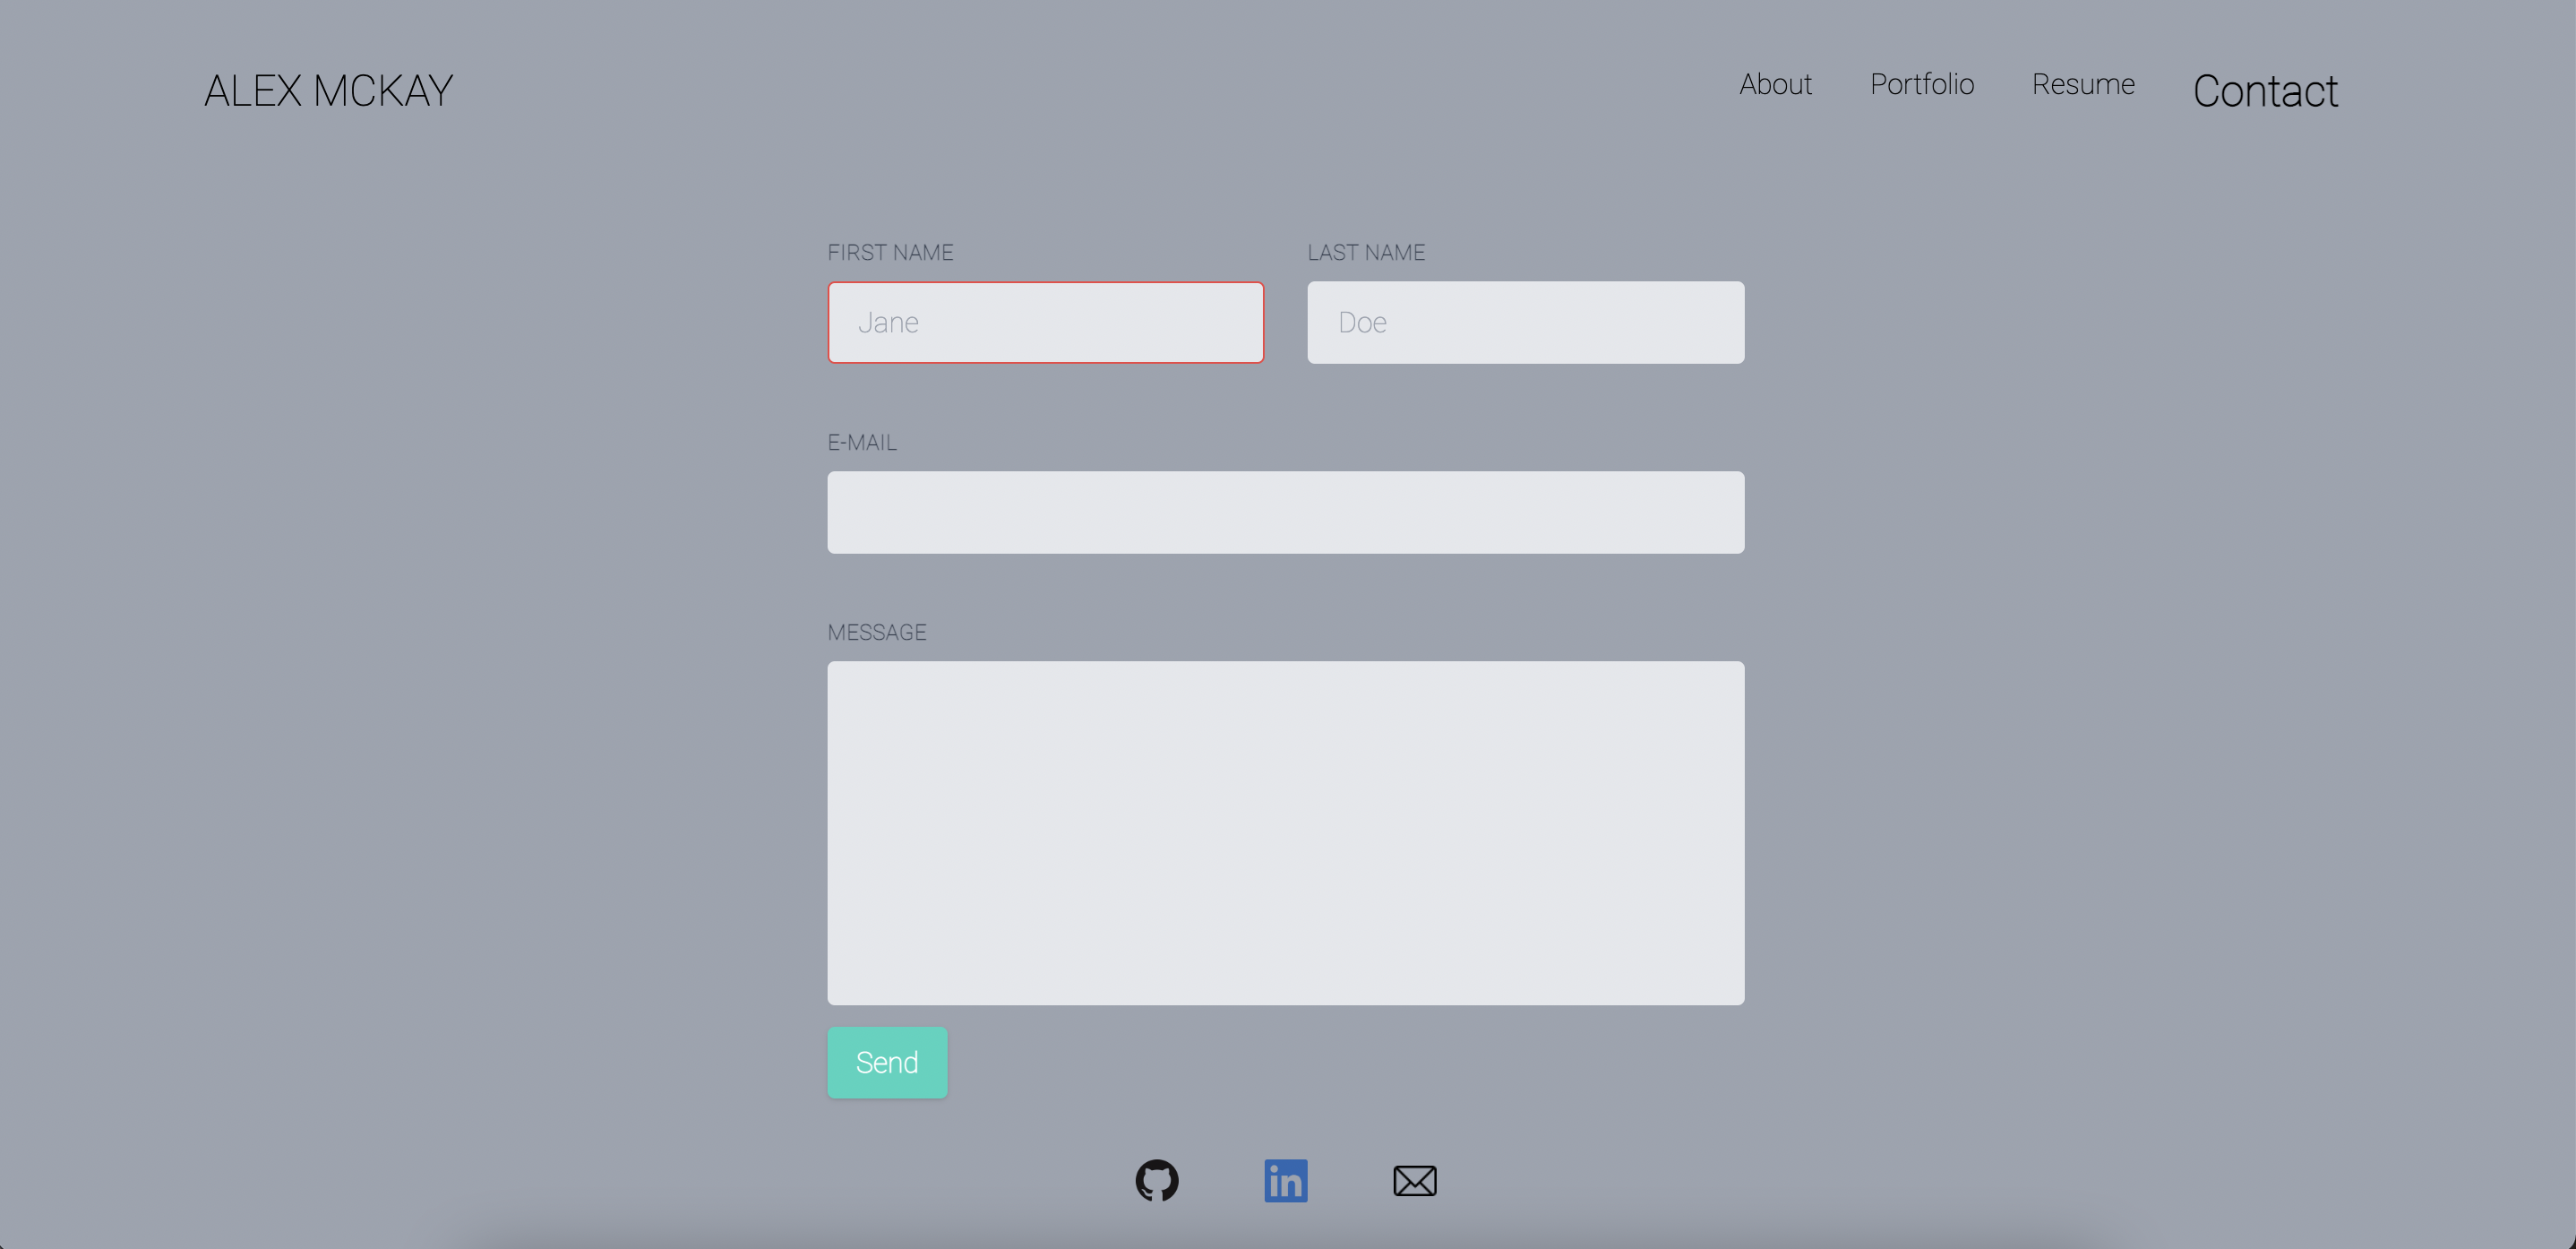 ALEX MCKAY
About Portfolio Resume Contact
FIRST NAME LAST NAME
Jane Doe
E-MAIL
MESSAGE
Send
in